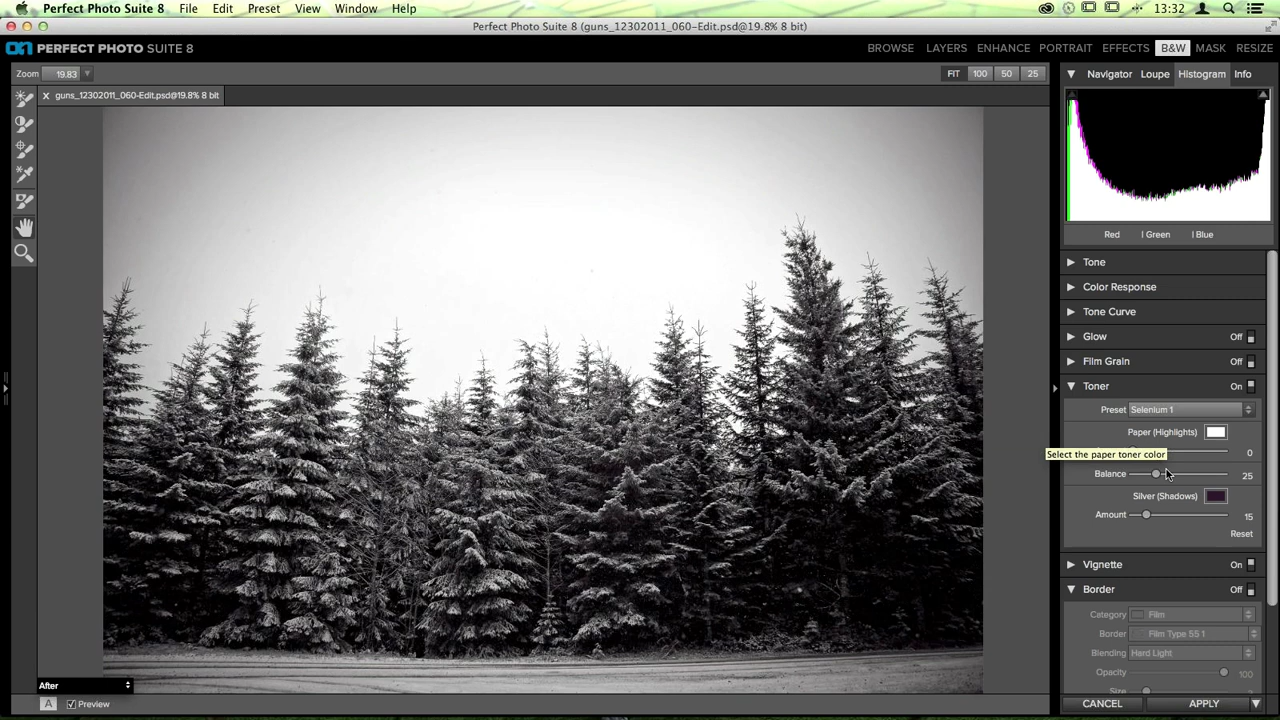 Perfect Photo Suite 8 File Edit Preset View Window Help 13:32
Perfect Photo Suite 8 (guns_12302011_060-Edit.psd@19.8% 8 bit)
on PERFECT PHOTO SUITE 8 BROWSE LAYERS ENHANCE PORTRAIT EFFECTS B&W MASK RESIZE
Zoom 19.83 FIT 100 50 25 Navigator Loupe Histogram Info
x guns_12302011_060-Edit.psd@19.8% 8 bit
Red | Green | Blue
Tone
Color Response
Tone Curve
Glow Off
Film Grain Off
Toner On
Preset Selenium 1
Paper (Highlights)
Select the paper toner color 0
Balance 25
Silver (Shadows)
Amount 15
Reset
Vignette On
Border Off
Category Film
Border Film Type 55 1
Blending Hard Light
Opacity 100
After
A Preview CANCEL APPLY